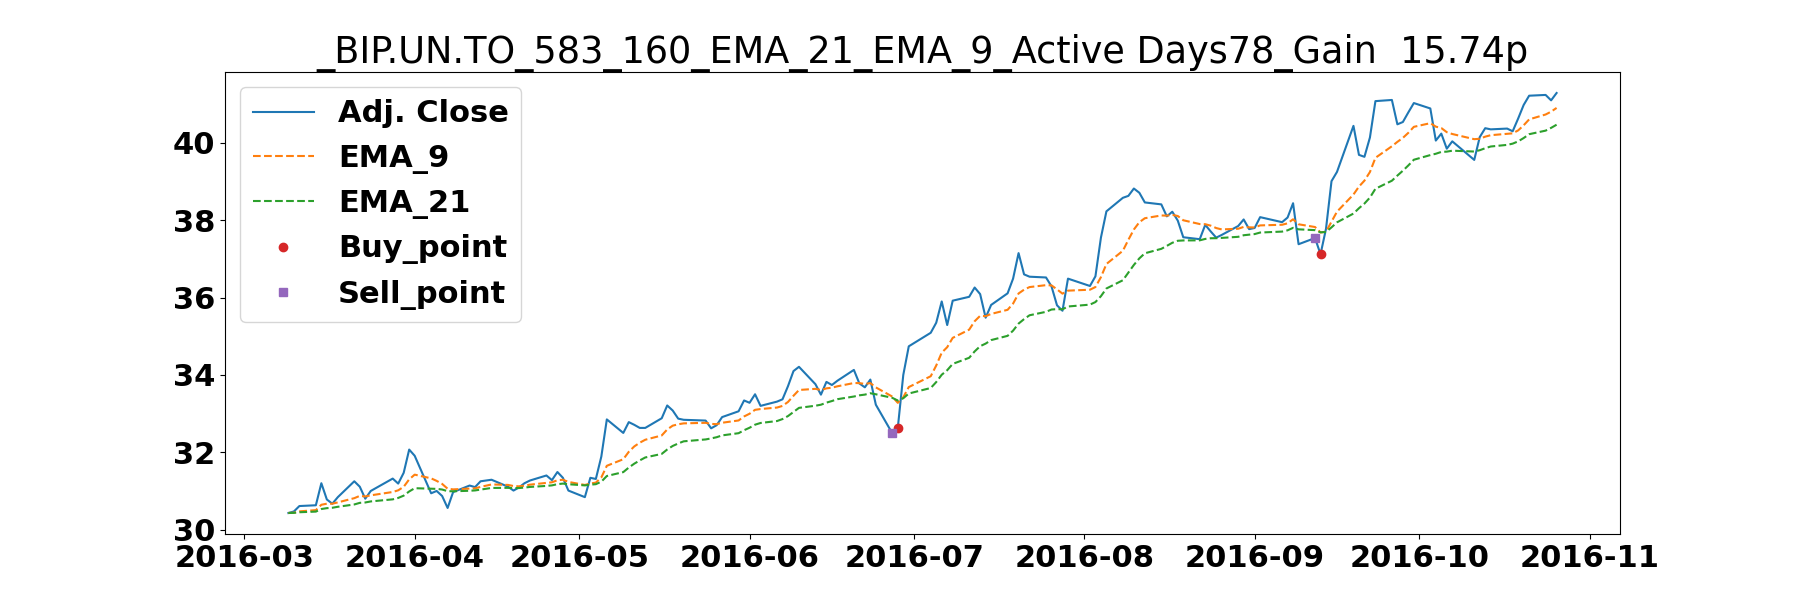 _BIP.UN.TO_583_160_EMA_21_EMA_9_Active Days78_Gain  15.74p
Adj. Close
EMA_9
EMA_21
Buy_point
Sell_point
40
38
36
34
32
30
2016-03 2016-04 2016-05 2016-06 2016-07 2016-08 2016-09 2016-10 2016-11